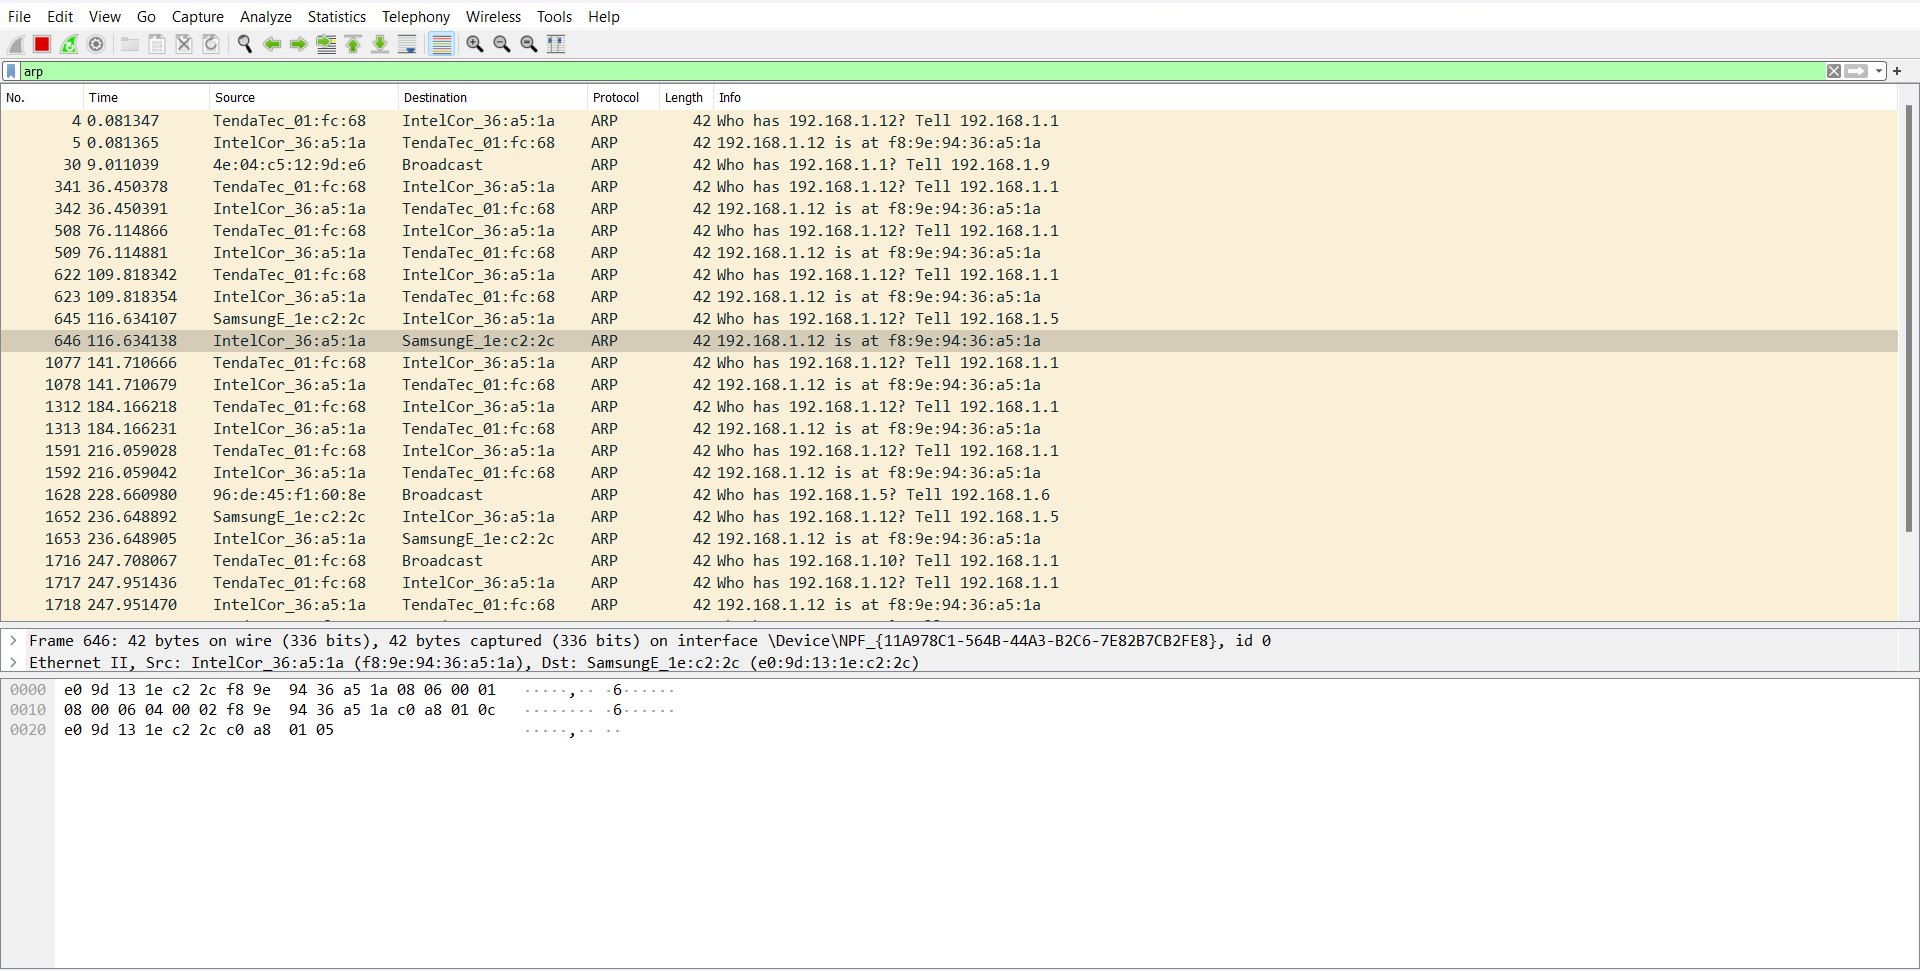 File Edit View Go Capture Analyze Statistics Telephony Wireless Tools Help
arp
No. Time Source Destination Protocol Length Info
4 0.081347 TendaTec_01:fc:68 IntelCor_36:a5:1a ARP 42 Who has 192.168.1.12? Tell 192.168.1.1
5 0.081365 IntelCor_36:a5:1a TendaTec_01:fc:68 ARP 42 192.168.1.12 is at f8:9e:94:36:a5:1a
30 9.011039 4e:04:c5:12:9d:e6 Broadcast ARP 42 Who has 192.168.1.1? Tell 192.168.1.9
341 36.450378 TendaTec_01:fc:68 IntelCor_36:a5:1a ARP 42 Who has 192.168.1.12? Tell 192.168.1.1
342 36.450391 IntelCor_36:a5:1a TendaTec_01:fc:68 ARP 42 192.168.1.12 is at f8:9e:94:36:a5:1a
508 76.114866 TendaTec_01:fc:68 IntelCor_36:a5:1a ARP 42 Who has 192.168.1.12? Tell 192.168.1.1
509 76.114881 IntelCor_36:a5:1a TendaTec_01:fc:68 ARP 42 192.168.1.12 is at f8:9e:94:36:a5:1a
622 109.818342 TendaTec_01:fc:68 IntelCor_36:a5:1a ARP 42 Who has 192.168.1.12? Tell 192.168.1.1
623 109.818354 IntelCor_36:a5:1a TendaTec_01:fc:68 ARP 42 192.168.1.12 is at f8:9e:94:36:a5:1a
645 116.634107 SamsungE_1e:c2:2c IntelCor_36:a5:1a ARP 42 Who has 192.168.1.12? Tell 192.168.1.5
646 116.634138 IntelCor_36:a5:1a SamsungE_1e:c2:2c ARP 42 192.168.1.12 is at f8:9e:94:36:a5:1a
1077 141.710666 TendaTec_01:fc:68 IntelCor_36:a5:1a ARP 42 Who has 192.168.1.12? Tell 192.168.1.1
1078 141.710679 IntelCor_36:a5:1a TendaTec_01:fc:68 ARP 42 192.168.1.12 is at f8:9e:94:36:a5:1a
1312 184.166218 TendaTec_01:fc:68 IntelCor_36:a5:1a ARP 42 Who has 192.168.1.12? Tell 192.168.1.1
1313 184.166231 IntelCor_36:a5:1a TendaTec_01:fc:68 ARP 42 192.168.1.12 is at f8:9e:94:36:a5:1a
1591 216.059028 TendaTec_01:fc:68 IntelCor_36:a5:1a ARP 42 Who has 192.168.1.12? Tell 192.168.1.1
1592 216.059042 IntelCor_36:a5:1a TendaTec_01:fc:68 ARP 42 192.168.1.12 is at f8:9e:94:36:a5:1a
1628 228.660980 96:de:45:f1:60:8e Broadcast ARP 42 Who has 192.168.1.5? Tell 192.168.1.6
1652 236.648892 SamsungE_1e:c2:2c IntelCor_36:a5:1a ARP 42 Who has 192.168.1.12? Tell 192.168.1.5
1653 236.648905 IntelCor_36:a5:1a SamsungE_1e:c2:2c ARP 42 192.168.1.12 is at f8:9e:94:36:a5:1a
1716 247.708067 TendaTec_01:fc:68 Broadcast ARP 42 Who has 192.168.1.10? Tell 192.168.1.1
1717 247.951436 TendaTec_01:fc:68 IntelCor_36:a5:1a ARP 42 Who has 192.168.1.12? Tell 192.168.1.1
1718 247.951470 IntelCor_36:a5:1a TendaTec_01:fc:68 ARP 42 192.168.1.12 is at f8:9e:94:36:a5:1a
Frame 646: 42 bytes on wire (336 bits), 42 bytes captured (336 bits) on interface \Device\NPF_{11A978C1-564B-44A3-B2C6-7E82B7CB2FE8}, id 0
Ethernet II, Src: IntelCor_36:a5:1a (f8:9e:94:36:a5:1a), Dst: SamsungE_1e:c2:2c (e0:9d:13:1e:c2:2c)
0000 e0 9d 13 1e c2 2c f8 9e 94 36 a5 1a 08 06 00 01 ·····,·· ·6······
0010 08 00 06 04 00 02 f8 9e 94 36 a5 1a c0 a8 01 0c ········ ·6······
0020 e0 9d 13 1e c2 2c c0 a8 01 05 ·····,·· ··